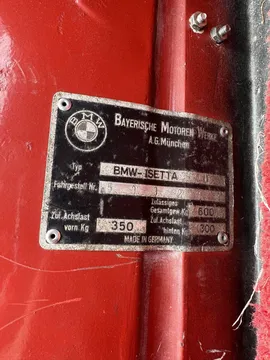 BMW
BAYERISCHE MOTOREN WERKE
A.G. München
Typ BMW-ISETTA
Fahrgestell Nr.
Zulässiges
Gesamtgew. Kg 600
Zul. Achslast
vorn Kg 350
Zul. Achslast
hinten Kg 300
MADE IN GERMANY